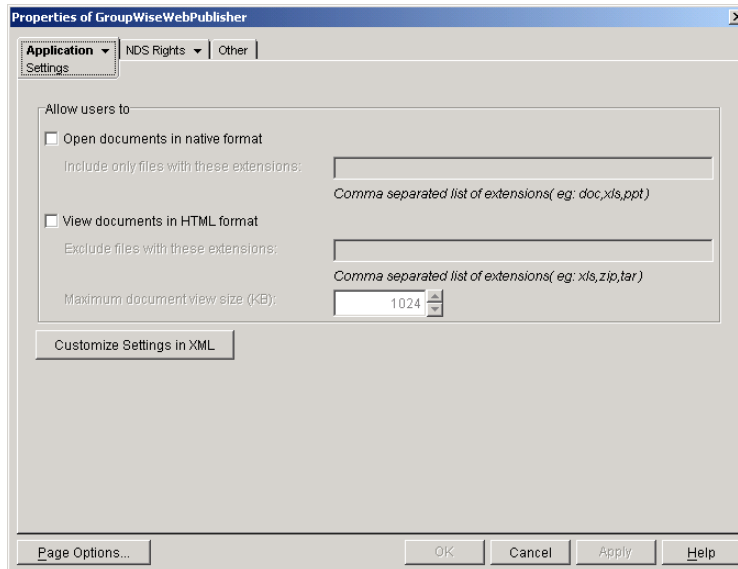 Properties of GroupWiseWebPublisher
Application NDS Rights Other
Settings
Allow users to
Open documents in native format
Include only files with these extensions:
Comma separated list of extensions( eg: doc,xls,ppt )
View documents in HTML format
Exclude files with these extensions:
Comma separated list of extensions( eg: xls,zip,tar )
Maximum document view size (KB): 1024
Customize Settings in XML
Page Options... OK Cancel Apply Help